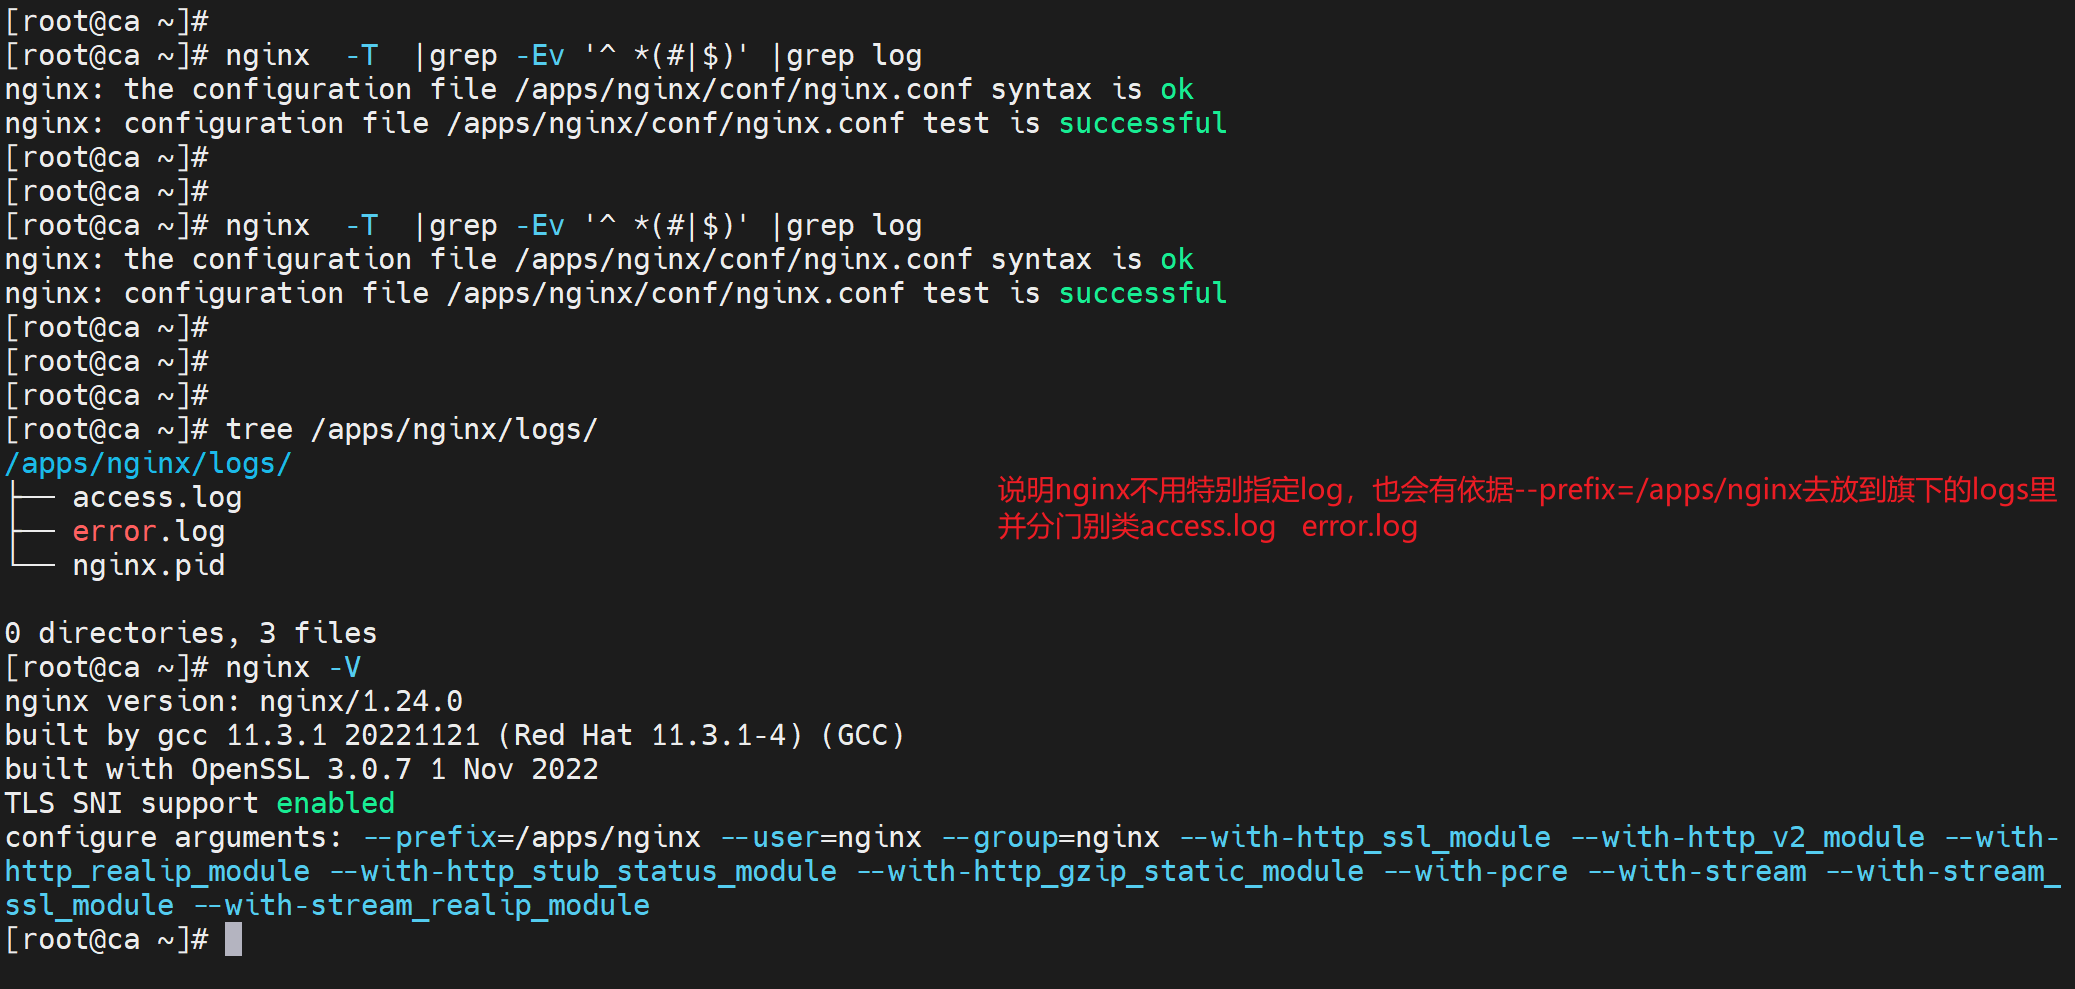 [root@ca ~]#
[root@ca ~]# nginx  -T  |grep -Ev '^ *(#|$)' |grep log
nginx: the configuration file /apps/nginx/conf/nginx.conf syntax is ok
nginx: configuration file /apps/nginx/conf/nginx.conf test is successful
[root@ca ~]#
[root@ca ~]#
[root@ca ~]# nginx  -T  |grep -Ev '^ *(#|$)' |grep log
nginx: the configuration file /apps/nginx/conf/nginx.conf syntax is ok
nginx: configuration file /apps/nginx/conf/nginx.conf test is successful
[root@ca ~]#
[root@ca ~]#
[root@ca ~]#
[root@ca ~]# tree /apps/nginx/logs/
/apps/nginx/logs/
├── access.log
├── error.log
└── nginx.pid
说明nginx不用特别指定log，也会有依据--prefix=/apps/nginx去放到旗下的logs里
并分门别类access.log   error.log
0 directories, 3 files
[root@ca ~]# nginx -V
nginx version: nginx/1.24.0
built by gcc 11.3.1 20221121 (Red Hat 11.3.1-4) (GCC)
built with OpenSSL 3.0.7 1 Nov 2022
TLS SNI support enabled
configure arguments: --prefix=/apps/nginx --user=nginx --group=nginx --with-http_ssl_module --with-http_v2_module --with-
http_realip_module --with-http_stub_status_module --with-http_gzip_static_module --with-pcre --with-stream --with-stream_
ssl_module --with-stream_realip_module
[root@ca ~]#